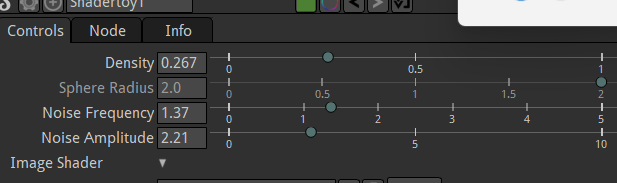 Shadertoy1
Controls Node Info
Density 0.267 0 0.5 1
Sphere Radius 2.0 0 0.5 1 1.5 2
Noise Frequency 1.37 0 1 2 3 4 5
Noise Amplitude 2.21 0 5 10
Image Shader